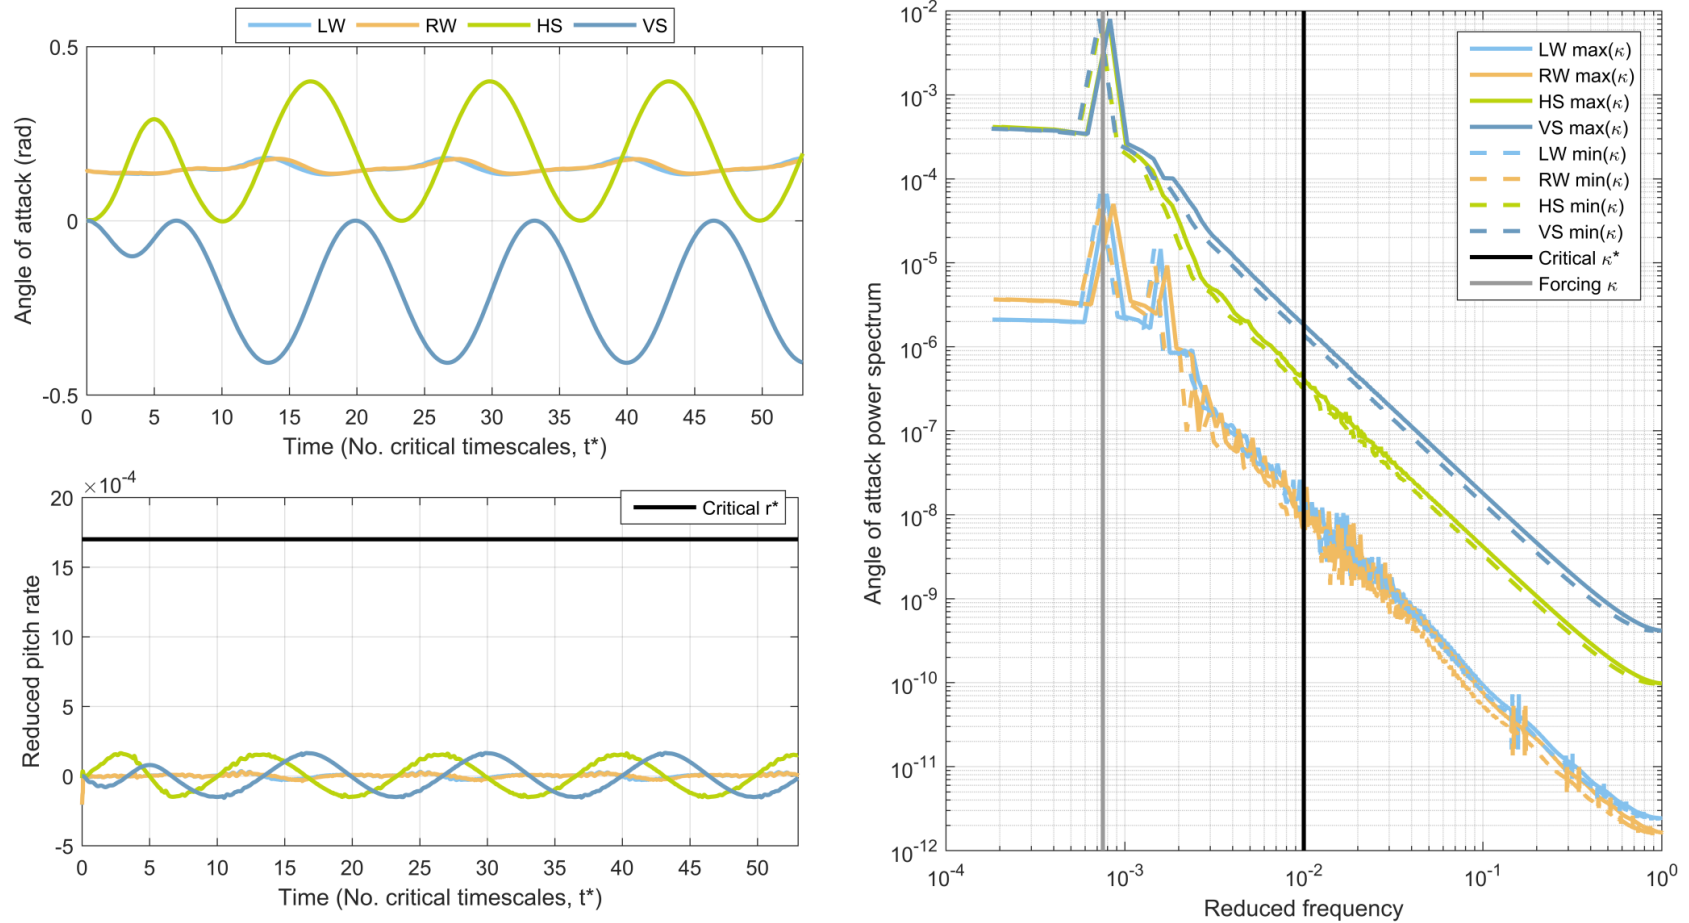 LW RW HS VS
0.5
0
-0.5
Angle of attack (rad)
0 5 10 15 20 25 30 35 40 45 50
Time (No. critical timescales, t*)
×10⁻⁴
20
15
10
5
0
-5
Reduced pitch rate
Critical r*
0 5 10 15 20 25 30 35 40 45 50
Time (No. critical timescales, t*)
10⁻²
10⁻³
10⁻⁴
10⁻⁵
10⁻⁶
10⁻⁷
10⁻⁸
10⁻⁹
10⁻¹⁰
10⁻¹¹
10⁻¹²
Angle of attack power spectrum
LW max(κ)
RW max(κ)
HS max(κ)
VS max(κ)
LW min(κ)
RW min(κ)
HS min(κ)
VS min(κ)
Critical κ*
Forcing κ
10⁻⁴ 10⁻³ 10⁻² 10⁻¹ 10⁰
Reduced frequency